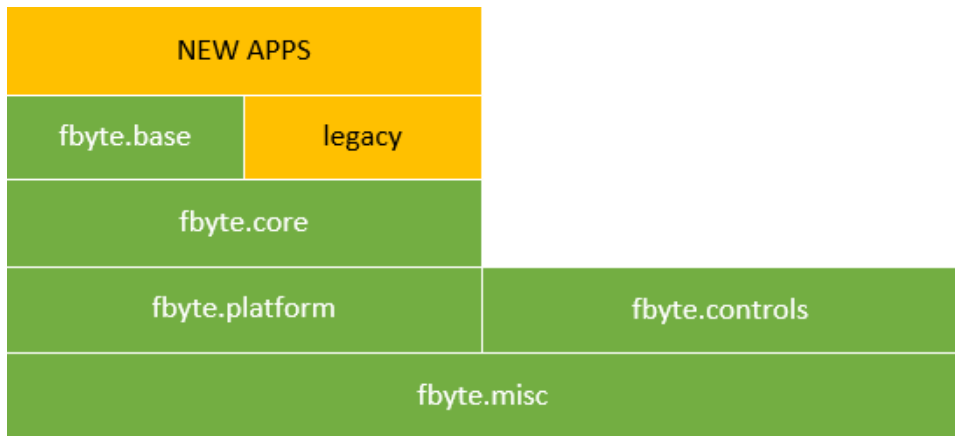 NEW APPS
fbyte.base
legacy
fbyte.core
fbyte.platform
fbyte.controls
fbyte.misc